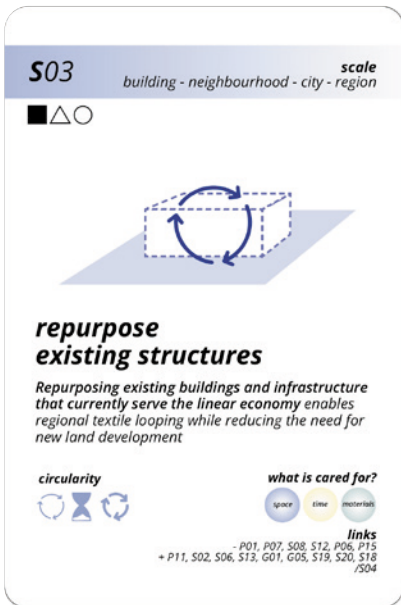 S03
scale
building - neighbourhood - city - region
repurpose
existing structures
Repurposing existing buildings and infrastructure
that currently serve the linear economy enables
regional textile looping while reducing the need for
new land development
circularity
what is cared for?
space
time
materials
links
- P01, P07, S08, S12, P06, P15
+ P11, S02, S06, S13, G01, G05, S19, S20, S18
/S04